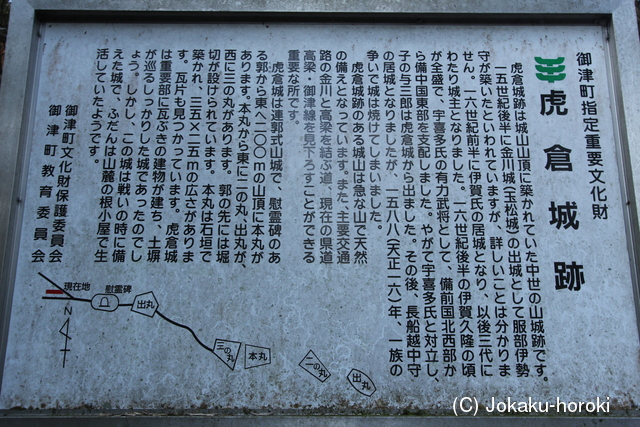 御津町指定重要文化財
虎倉城跡
虎倉城跡は城山山頂に築かれていた中世の山城跡です。
一五世紀後半に金川城(玉松城)の出城として服部伊勢
守が築いたといわれていますが、詳しいことは分かりま
せん。一六世紀前半に伊賀氏の居城となり、以後三代に
わたり城主となりました。一六世紀後半の伊賀久隆の頃
が全盛で、宇喜多氏の有力武将として、備前国北西部か
ら備中国東部を支配しました。やがて宇喜多氏と対立し、
子の与三郎は虎倉城から出ました。その後、長船越中守
の居城となりましたが、一五八八(天正一六)年、一族の
争いで城は焼けてしまいました。
虎倉城跡のある城山は急な山で天然
の備えとなっています。また、主要交通
路の金川と高梁を結ぶ道、現在の県道
高梁・御津線を見下ろすことができる
重要な所です。
虎倉城は連郭式山城で、慰霊碑のあ
る郭から東へ二〇〇mの山頂に本丸が
あります。本丸から東に二の丸、出丸が、
西に三の丸があります。郭の先には堀
切が設けられています。本丸は石垣で
築かれ、三五×二五mの広さがありま
す。瓦片も見つかっています。虎倉城
は重要部に瓦ぶきの建物が建ち、土塀
が巡るしっかりした城であったのでし
ょう。しかし、この城は戦いの時に備
えた城で、ふだんは山麓の根小屋で生
活していたようです。
御津町文化財保護委員会
御津町教育委員会
現在地
慰霊碑
出丸
三の丸
本丸
二の丸
出丸
N
(C) Jokaku-horoki